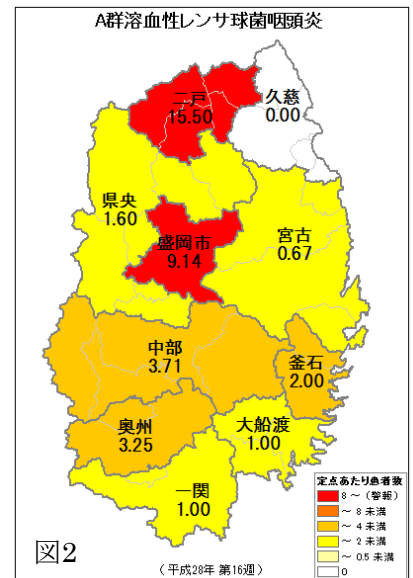 A群溶血性レンサ球菌咽頭炎
二戸
15.50
久慈
0.00
県央
1.60
盛岡市
9.14
宮古
0.67
中部
3.71
釜石
2.00
奥州
3.25
大船渡
1.00
一関
1.00
定点あたり患者数
8～（警報）
～8未満
～4未満
～2未満
～0.5未満
0
図2
（平成28年 第16週）